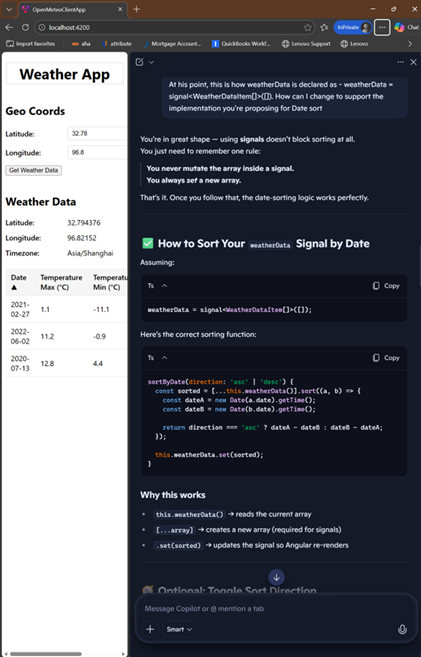 OpenMeteoClientApp
localhost:4200
InPrivate
Chat
Import favorites
aha
attribute
Mortgage Account...
QuickBooks Workf...
Lenovo Support
Lenovo
Weather App
Geo Coords
Latitude:
32.78
Longitude:
96.8
Get Weather Data
Weather Data
Latitude:
32.794376
Longitude:
96.82152
Timezone:
Asia/Shanghai
Date ▲
Temperature Max (°C)
Temperatu
Min (°C)
2021-02-27
1.1
-11.1
2022-06-02
11.2
-0.9
2020-07-13
12.8
4.4
At his point, this is how weatherData is declared as - weatherData =
signal<WeatherDataItem[]>([]). How can I change to support the
implementation you're proposing for Date sort
You're in great shape — using signals doesn't block sorting at all.
You just need to remember one rule:
You never mutate the array inside a signal.
You always set a new array.
That's it. Once you follow that, the date-sorting logic works perfectly.
✅ How to Sort Your weatherData Signal by Date
Assuming:
Ts
Copy
weatherData = signal<WeatherDataItem[]>([]);
Here's the correct sorting function:
Ts
Copy
sortByDate(direction: 'asc' | 'desc') {
const sorted = [...this.weatherData()].sort((a, b) => {
const dateA = new Date(a.date).getTime();
const dateB = new Date(b.date).getTime();
return direction === 'asc' ? dateA - dateB : dateB - dateA;
});
this.weatherData.set(sorted);
}
Why this works
• this.weatherData() → reads the current array
• [...array] → creates a new array (required for signals)
• .set(sorted) → updates the signal so Angular re-renders
Optional: Toggle Sort Direction
Message Copilot or @ mention a tab
Smart